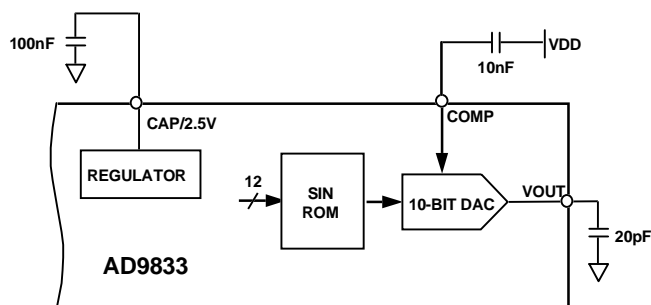 100nF
VDD
10nF
CAP/2.5V
COMP
REGULATOR
12
SIN
ROM
10-BIT DAC
VOUT
20pF
AD9833